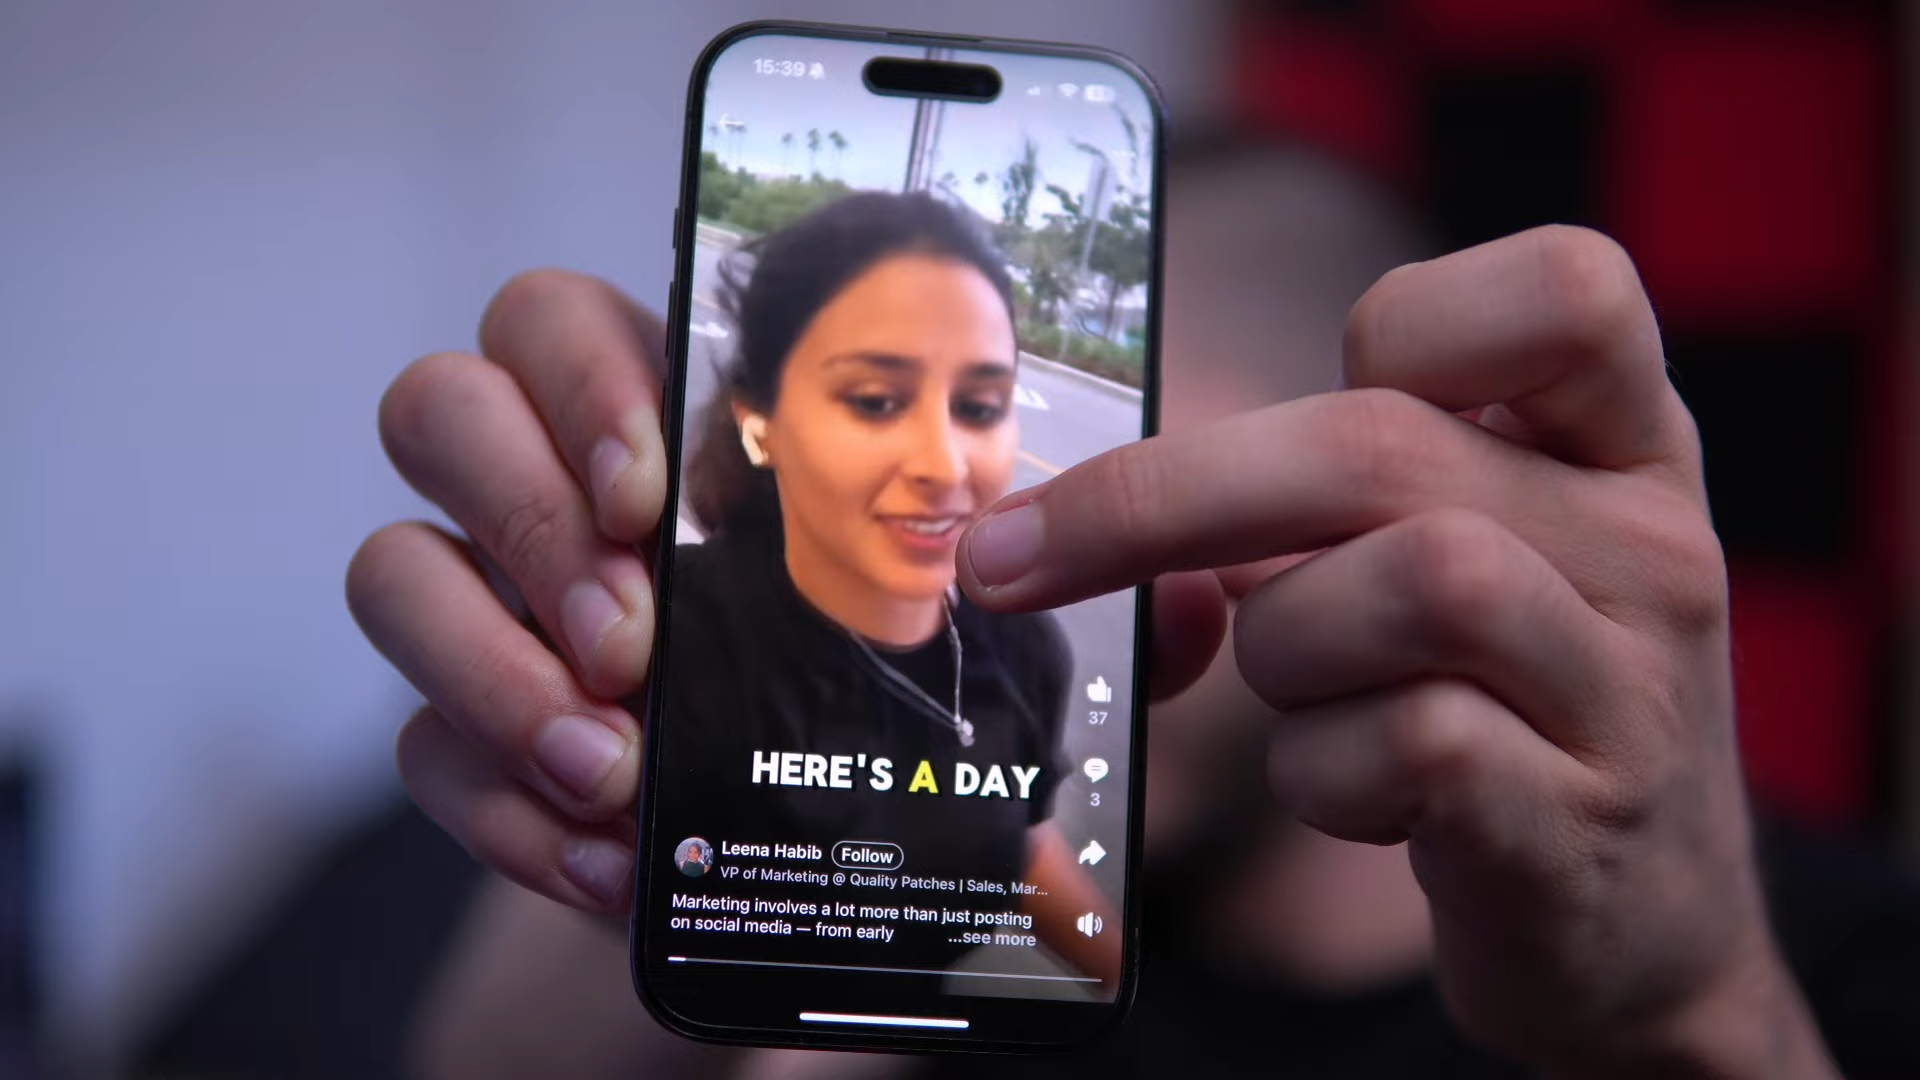 15:39
HERE'S A DAY
37
3
Leena Habib Follow
VP of Marketing @ Quality Patches | Sales, Mar...
Marketing involves a lot more than just posting
on social media — from early ...see more